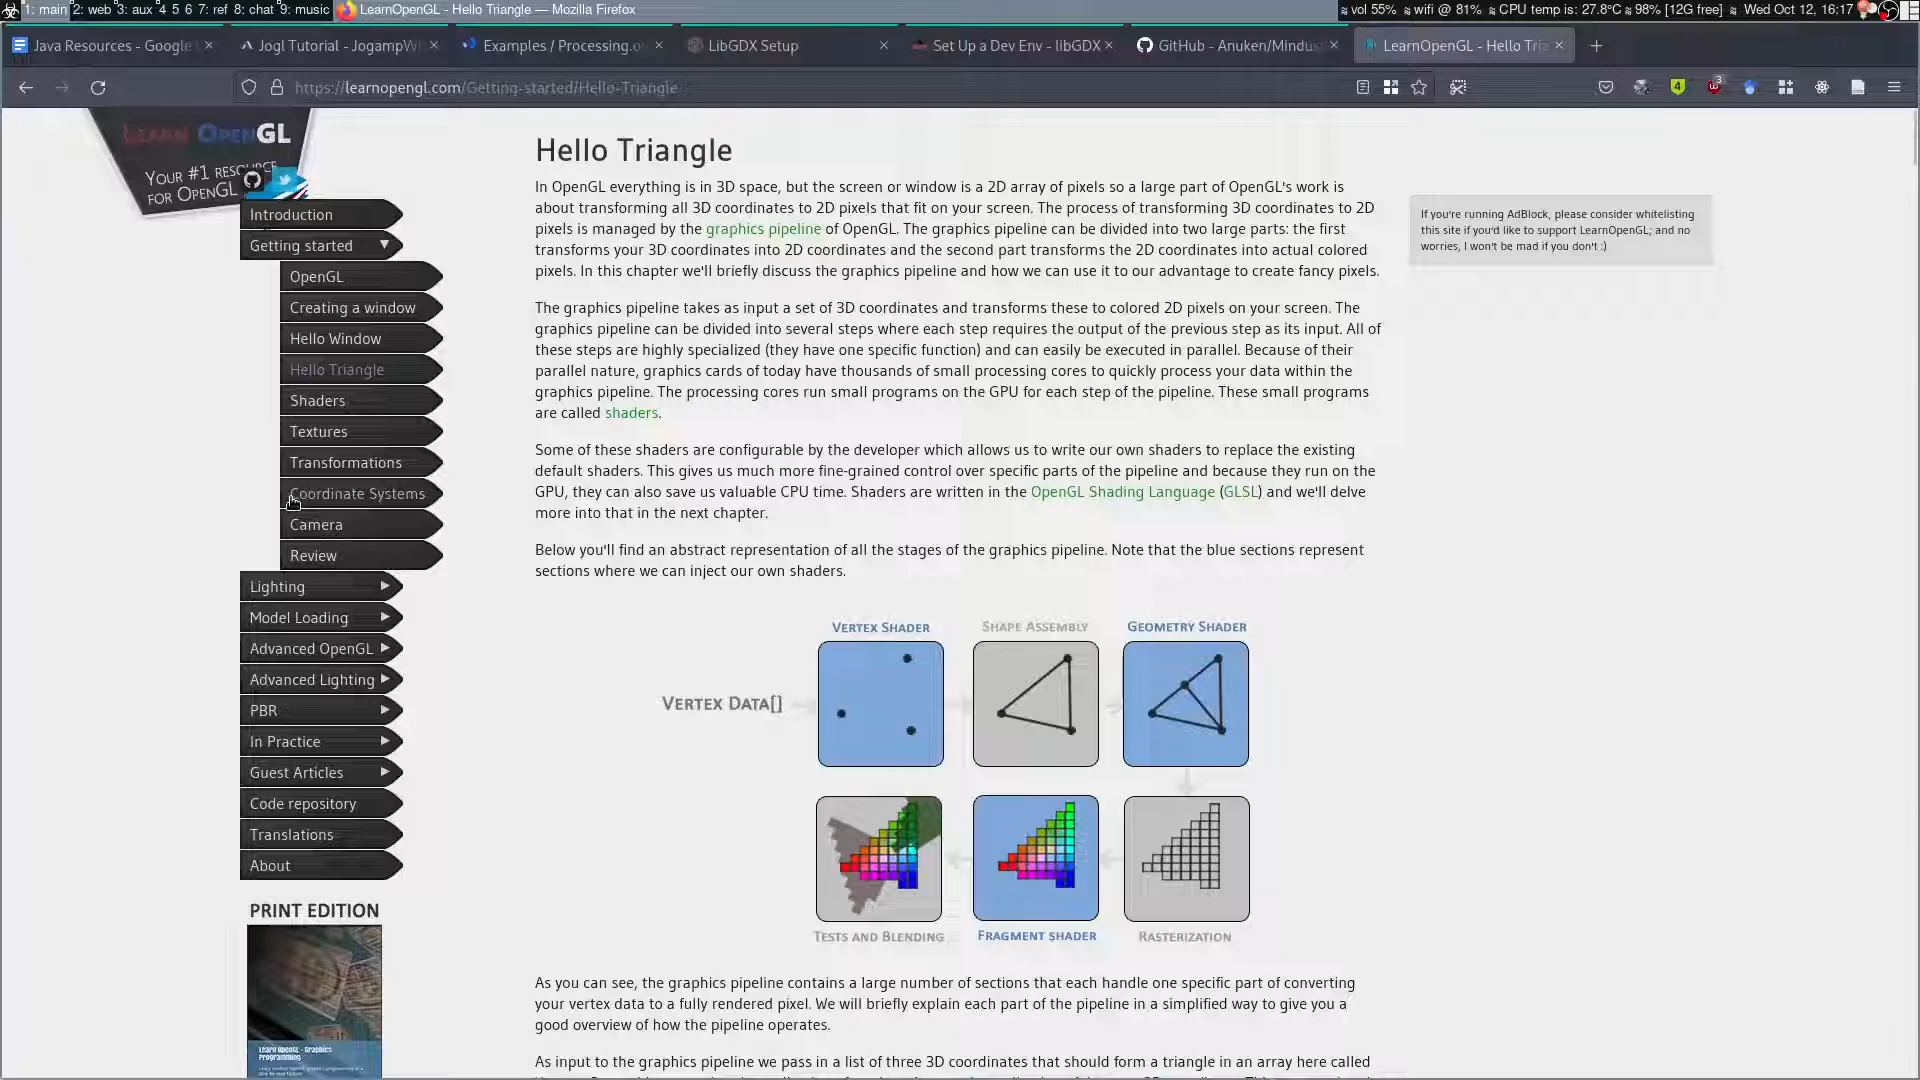 1: main 2: web 3: aux 4 5 6 7: ref 8: chat 9: music
LearnOpenGL - Hello Triangle — Mozilla Firefox
vol 55% wifi @ 81% CPU temp is: 27.8°C 98% [12G free] Wed Oct 12, 16:17
Java Resources - Google
Jogl Tutorial - JogampW
Examples / Processing.o
LibGDX Setup
Set Up a Dev Env - libGDX
GitHub - Anuken/Mindus
LearnOpenGL - Hello Tri
https://learnopengl.com/Getting-started/Hello-Triangle
4
3
Learn OpenGL
Your #1 resource
for OpenGL
Introduction
Getting started
OpenGL
Creating a window
Hello Window
Hello Triangle
Shaders
Textures
Transformations
Coordinate Systems
Camera
Review
Lighting
Model Loading
Advanced OpenGL
Advanced Lighting
PBR
In Practice
Guest Articles
Code repository
Translations
About
PRINT EDITION
Learn OpenGL - Graphics
Programming
Hello Triangle
In OpenGL everything is in 3D space, but the screen or window is a 2D array of pixels so a large part of OpenGL's work is
about transforming all 3D coordinates to 2D pixels that fit on your screen. The process of transforming 3D coordinates to 2D
pixels is managed by the graphics pipeline of OpenGL. The graphics pipeline can be divided into two large parts: the first
transforms your 3D coordinates into 2D coordinates and the second part transforms the 2D coordinates into actual colored
pixels. In this chapter we'll briefly discuss the graphics pipeline and how we can use it to our advantage to create fancy pixels.
The graphics pipeline takes as input a set of 3D coordinates and transforms these to colored 2D pixels on your screen. The
graphics pipeline can be divided into several steps where each step requires the output of the previous step as its input. All of
these steps are highly specialized (they have one specific function) and can easily be executed in parallel. Because of their
parallel nature, graphics cards of today have thousands of small processing cores to quickly process your data within the
graphics pipeline. The processing cores run small programs on the GPU for each step of the pipeline. These small programs
are called shaders.
Some of these shaders are configurable by the developer which allows us to write our own shaders to replace the existing
default shaders. This gives us much more fine-grained control over specific parts of the pipeline and because they run on the
GPU, they can also save us valuable CPU time. Shaders are written in the OpenGL Shading Language (GLSL) and we'll delve
more into that in the next chapter.
Below you'll find an abstract representation of all the stages of the graphics pipeline. Note that the blue sections represent
sections where we can inject our own shaders.
Vertex Shader
Shape Assembly
Geometry Shader
Vertex Data[]
Tests and Blending
Fragment Shader
Rasterization
As you can see, the graphics pipeline contains a large number of sections that each handle one specific part of converting
your vertex data to a fully rendered pixel. We will briefly explain each part of the pipeline in a simplified way to give you a
good overview of how the pipeline operates.
As input to the graphics pipeline we pass in a list of three 3D coordinates that should form a triangle in an array here called
If you're running AdBlock, please consider whitelisting
this site if you'd like to support LearnOpenGL; and no
worries, I won't be mad if you don't :)